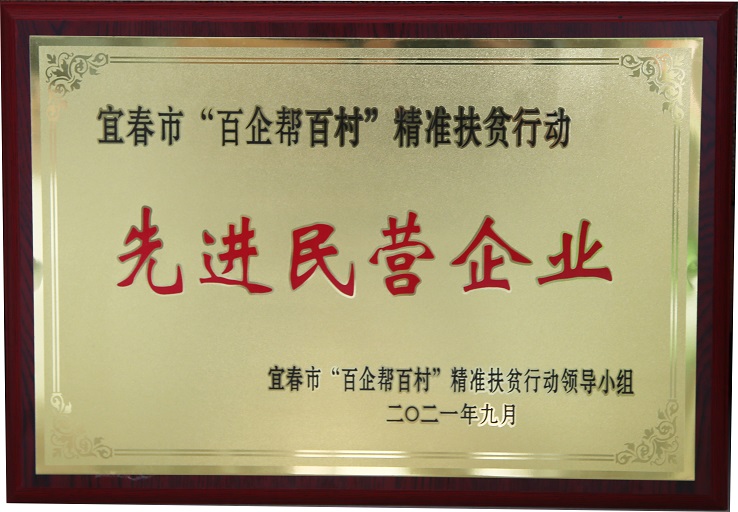 宜春市“百企帮百村”精准扶贫行动
先进民营企业
宜春市“百企帮百村”精准扶贫行动领导小组
二〇二一年九月